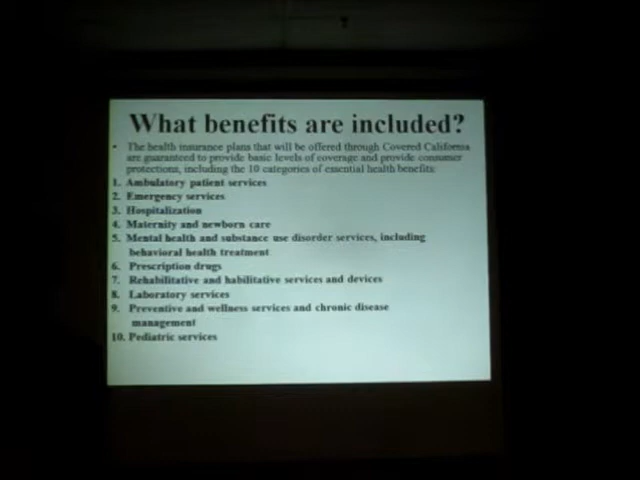 What benefits are included?
• The health insurance plans that will be offered through Covered California
are guaranteed to provide basic levels of coverage and provide consumer
protections, including the 10 categories of essential health benefits:
1. Ambulatory patient services
2. Emergency services
3. Hospitalization
4. Maternity and newborn care
5. Mental health and substance use disorder services, including
behavioral health treatment
6. Prescription drugs
7. Rehabilitative and habilitative services and devices
8. Laboratory services
9. Preventive and wellness services and chronic disease
management
10. Pediatric services